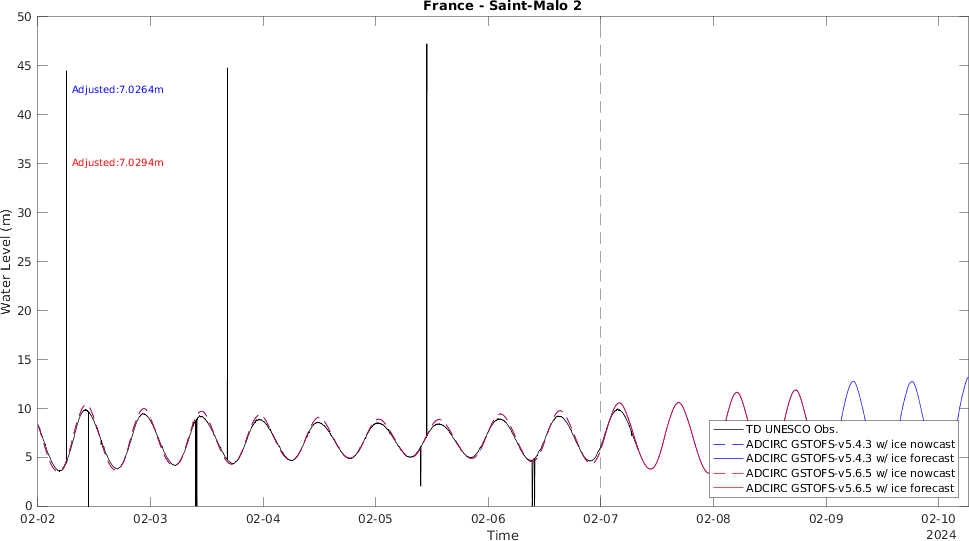 France - Saint-Malo 2
50
45
40
35
30
25
20
15
10
5
0
Water Level (m)
Adjusted:7.0264m
Adjusted:7.0294m
TD UNESCO Obs.
ADCIRC GSTOFS-v5.4.3 w/ ice nowcast
ADCIRC GSTOFS-v5.4.3 w/ ice forecast
ADCIRC GSTOFS-v5.6.5 w/ ice nowcast
ADCIRC GSTOFS-v5.6.5 w/ ice forecast
02-02 02-03 02-04 02-05 02-06 02-07 02-08 02-09 02-10
Time
2024